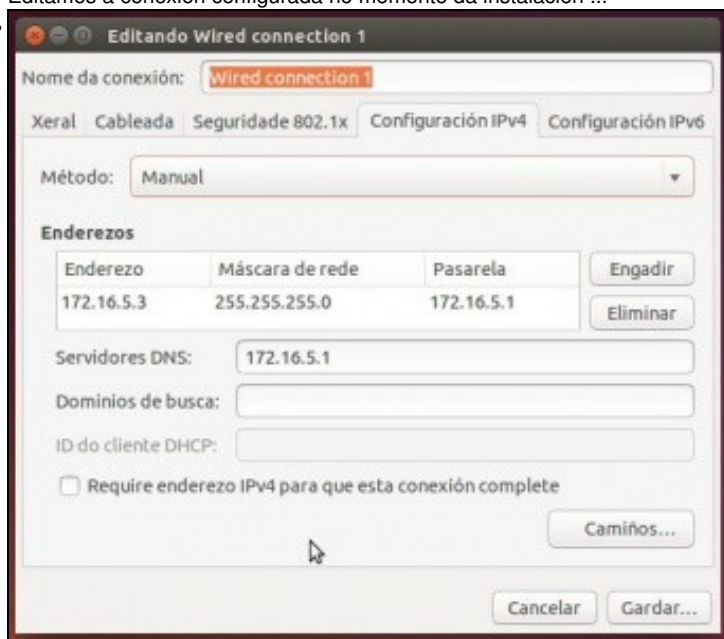 Editamos a conexión configurada no momento da instalación ...
Editando Wired connection 1
Nome da conexión: Wired connection 1
Xeral Cableada Seguridade 802.1x Configuración IPv4 Configuración IPv6
Método: Manual
Enderezos
Enderezo Máscara de rede Pasarela Engadir
172.16.5.3 255.255.255.0 172.16.5.1
Eliminar
Servidores DNS: 172.16.5.1
Dominios de busca:
ID do cliente DHCP:
Require enderezo IPv4 para que esta conexión complete
Camiños...
Cancelar Gardar...